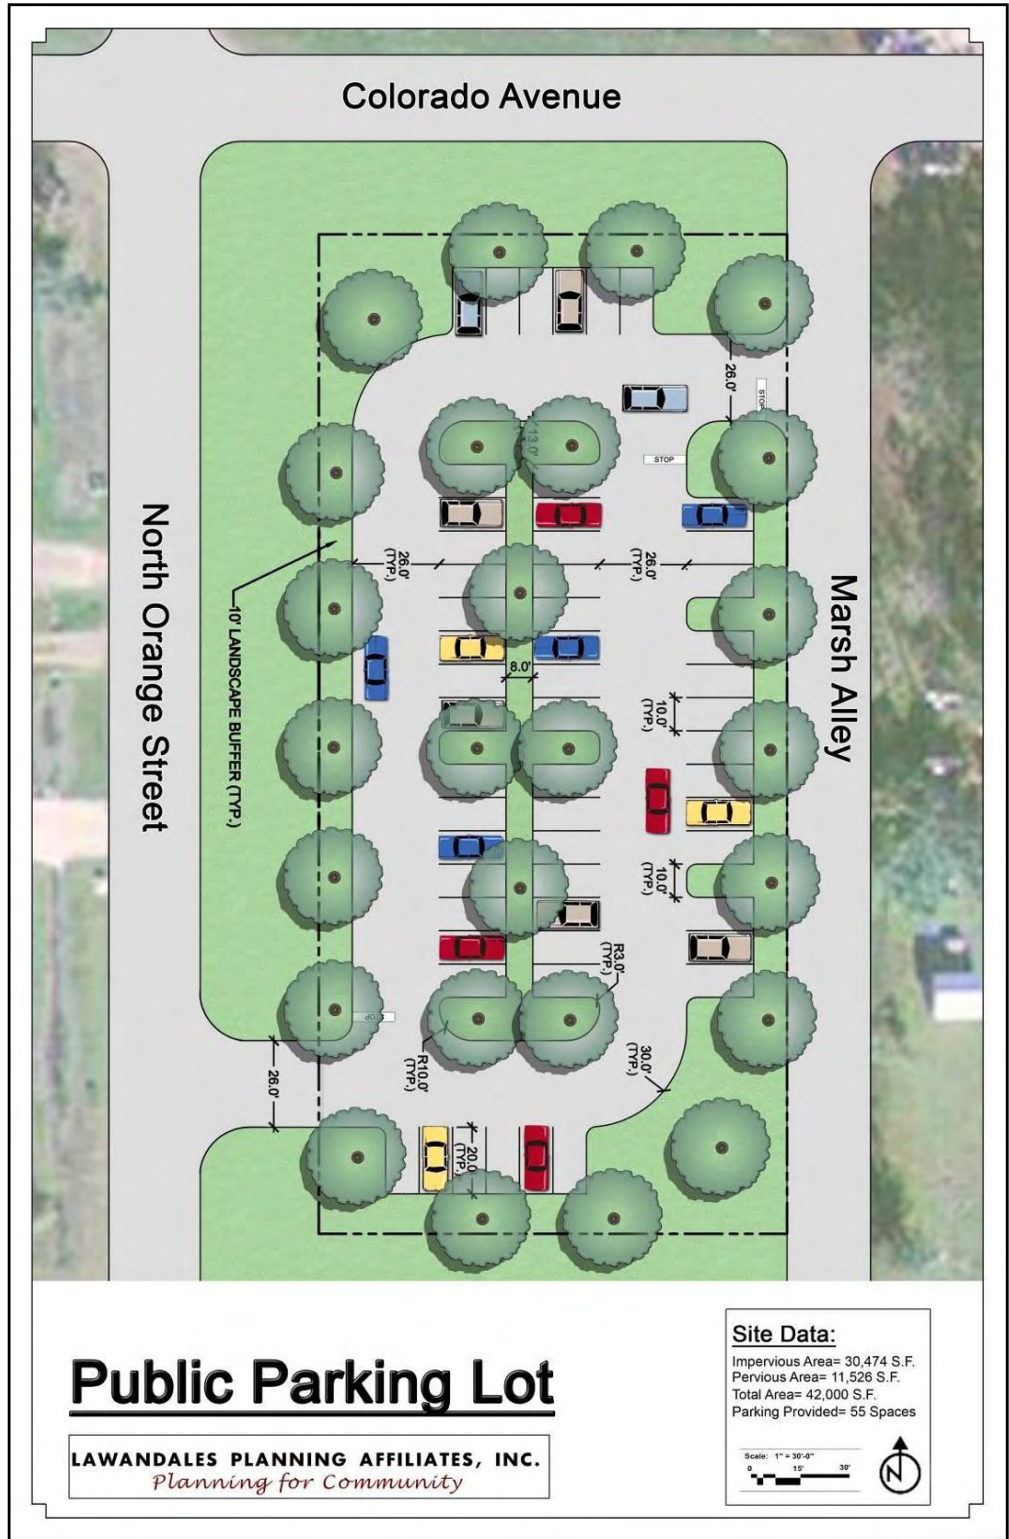 Colorado Avenue
26.0'
STOP
13.0'
STOP
North Orange Street
10' LANDSCAPE BUFFER (TYP.)
26.0'
(TYP.)
26.0'
(TYP.)
Marsh Alley
8.0'
10.0'
(TYP.)
10.0'
(TYP.)
R3.0'
(TYP.)
STOP
26.0'
R10.0'
(TYP.)
30.0'
(TYP.)
20.0'
(TYP.)
Public Parking Lot
LAWANDALES PLANNING AFFILIATES, INC.
Planning for Community
Site Data:
Impervious Area= 30,474 S.F.
Pervious Area= 11,526 S.F.
Total Area= 42,000 S.F.
Parking Provided= 55 Spaces
Scale: 1" = 30'-0"
0 15' 30'
N